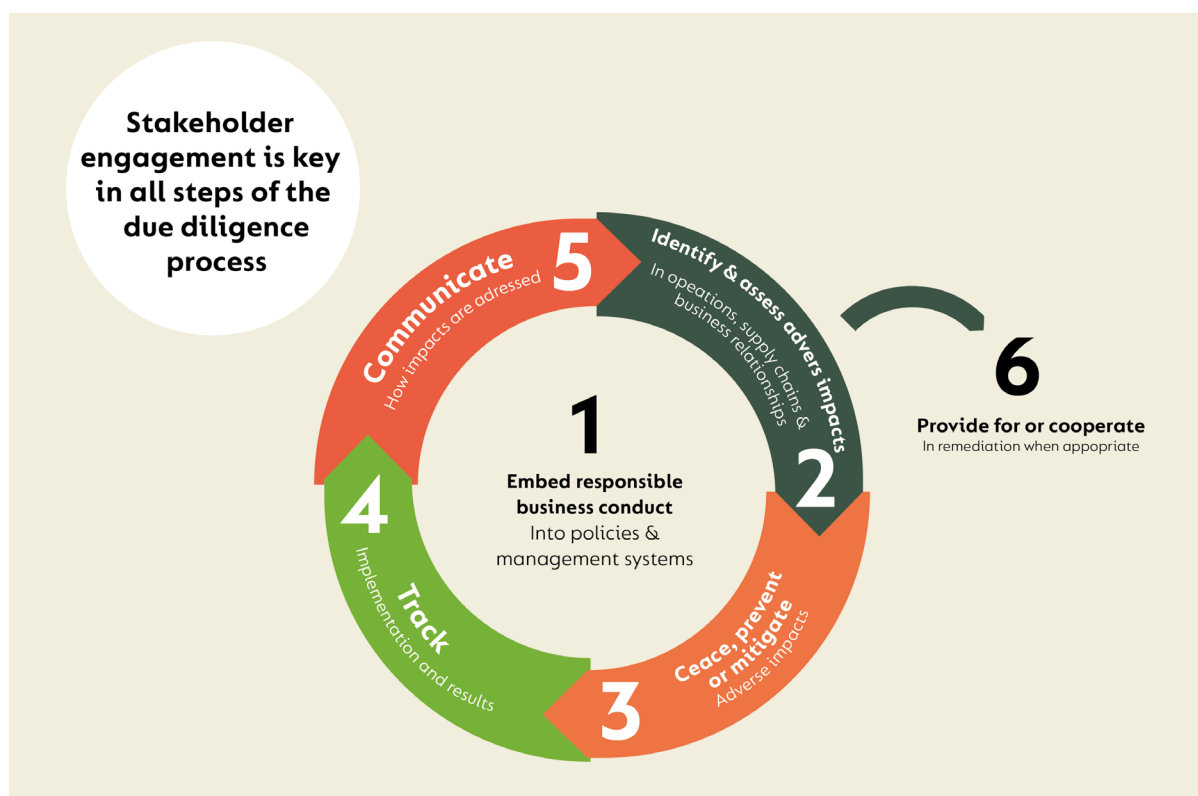 Stakeholder
engagement is key
in all steps of the
due diligence
process
1
Embed responsible
business conduct
Into policies &
management systems
Identify & assess advers impacts
In opeations, supply chains &
business relationships
2
Ceace, prevent
or mitigate
Adverse impacts
3
Track
Implementation and results
4
Communicate
How impacts are adressed
5
6
Provide for or cooperate
In remediation when appopriate